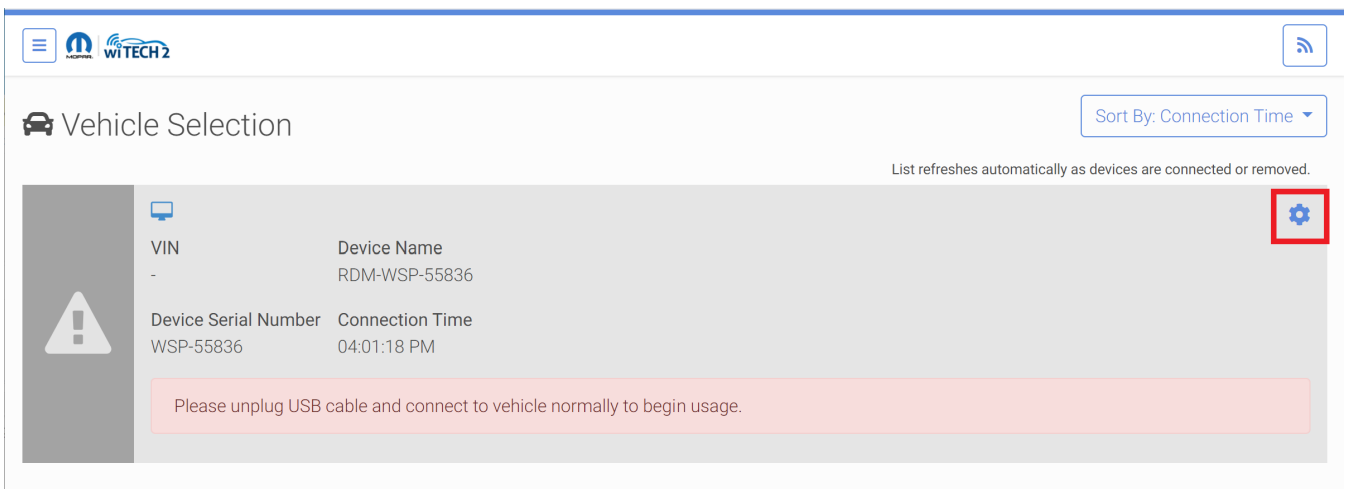 MOPAR. wiTECH 2
Vehicle Selection
Sort By: Connection Time
List refreshes automatically as devices are connected or removed.
VIN Device Name
- RDM-WSP-55836
Device Serial Number Connection Time
WSP-55836 04:01:18 PM
Please unplug USB cable and connect to vehicle normally to begin usage.